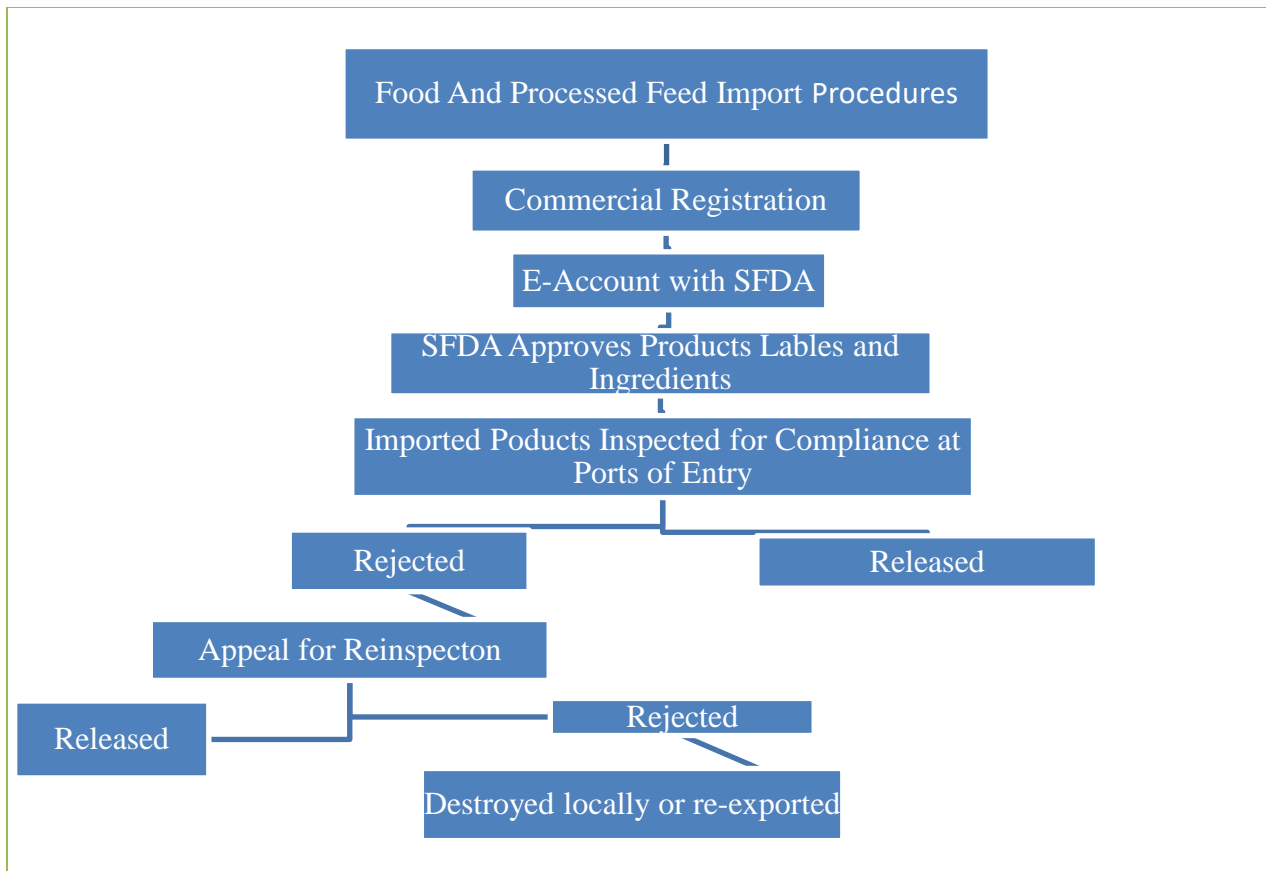 Food And Processed Feed Import Procedures
Commercial Registration
E-Account with SFDA
SFDA Approves Products Lables and
Ingredients
Imported Poducts Inspected for Compliance at
Ports of Entry
Rejected
Released
Appeal for Reinspecton
Released
Rejected
Destroyed locally or re-exported